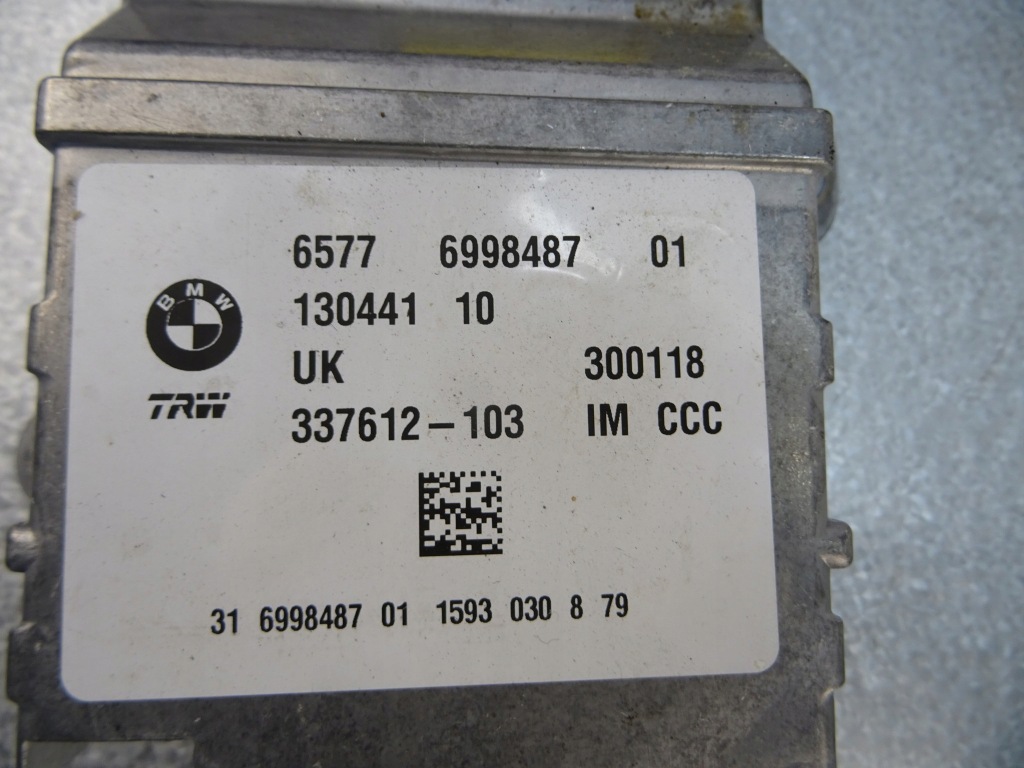 6577 6998487 01
BMW
130441 10
UK 300118
TRW
337612-103 IM CCC
31 6998487 01 1593 030 8 79